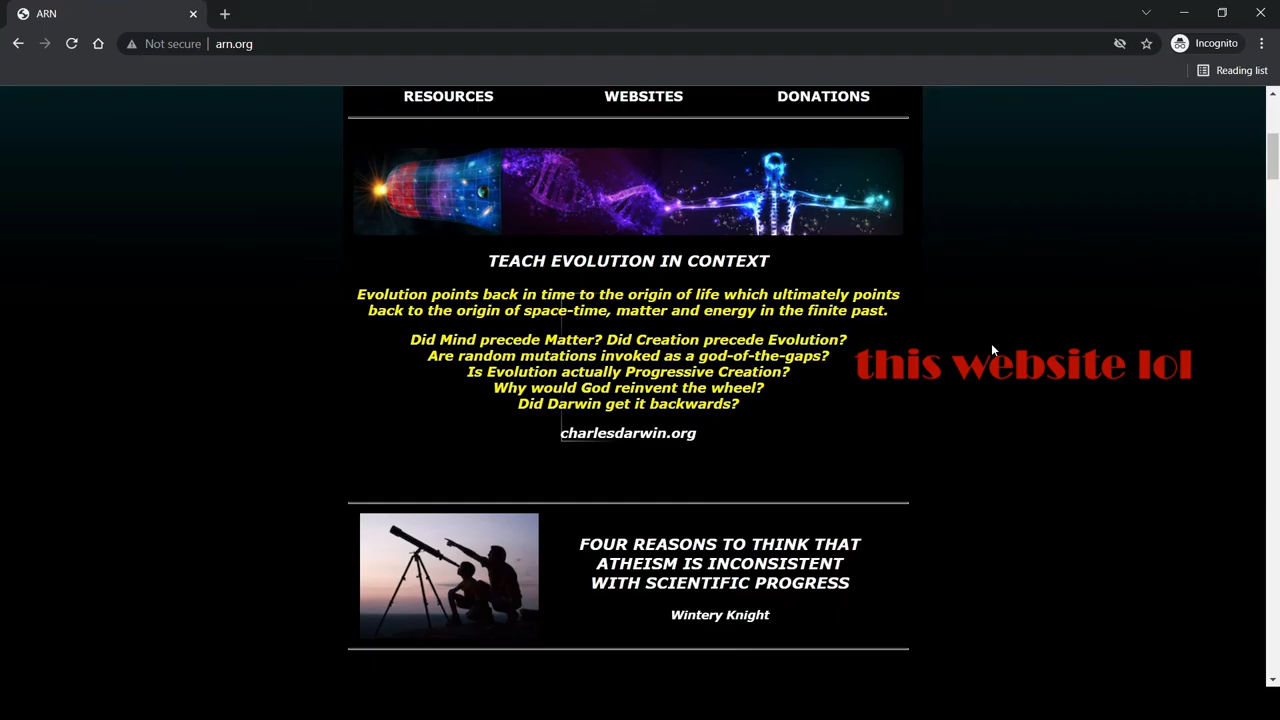 ARN
Not secure
arn.org
Incognito
Reading list
RESOURCES
WEBSITES
DONATIONS
TEACH EVOLUTION IN CONTEXT
Evolution points back in time to the origin of life which ultimately points
back to the origin of space-time, matter and energy in the finite past.
Did Mind precede Matter? Did Creation precede Evolution?
Are random mutations invoked as a god-of-the-gaps?
Is Evolution actually Progressive Creation?
Why would God reinvent the wheel?
Did Darwin get it backwards?
this website lol
charlesdarwin.org
FOUR REASONS TO THINK THAT
ATHEISM IS INCONSISTENT
WITH SCIENTIFIC PROGRESS
Wintery Knight